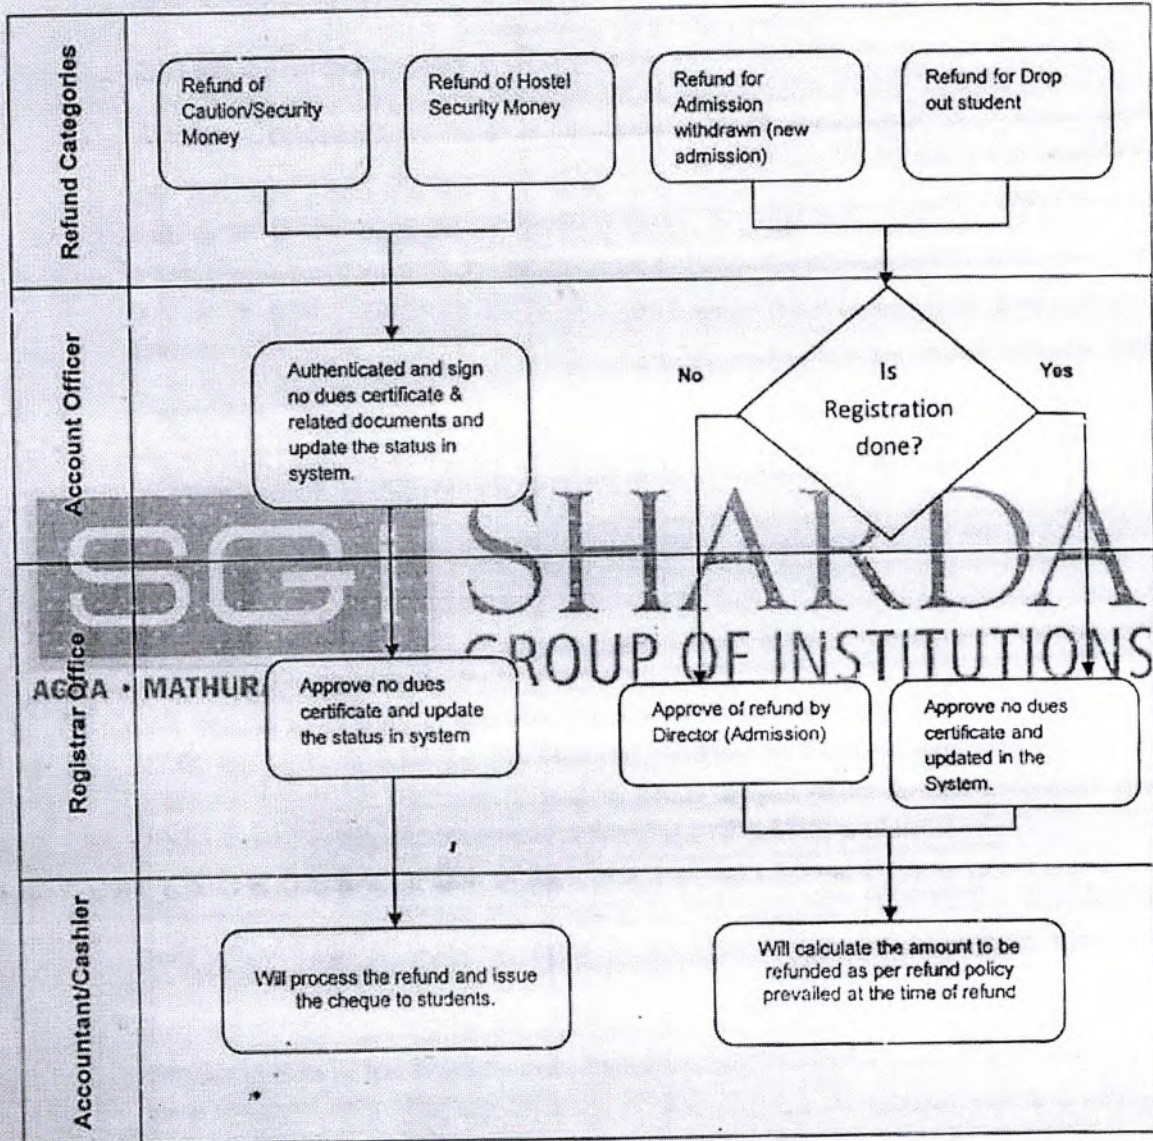 Refund Categories
Refund of
Caution/Security
Money
Refund of Hostel
Security Money
Refund for
Admission
withdrawn (new
admission)
Refund for Drop
out student
Account Officer
Authenticated and sign
no dues certificate &
related documents and
update the status in
system.
No
Is
Registration
done?
Yes
SGI
SHARDA
GROUP OF INSTITUTIONS
AGRA • MATHURA
Registrar Office
Approve no dues
certificate and update
the status in system
Approve of refund by
Director (Admission)
Approve no dues
certificate and
updated in the
System.
Accountant/Cashier
Will process the refund and issue
the cheque to students.
Will calculate the amount to be
refunded as per refund policy
prevailed at the time of refund